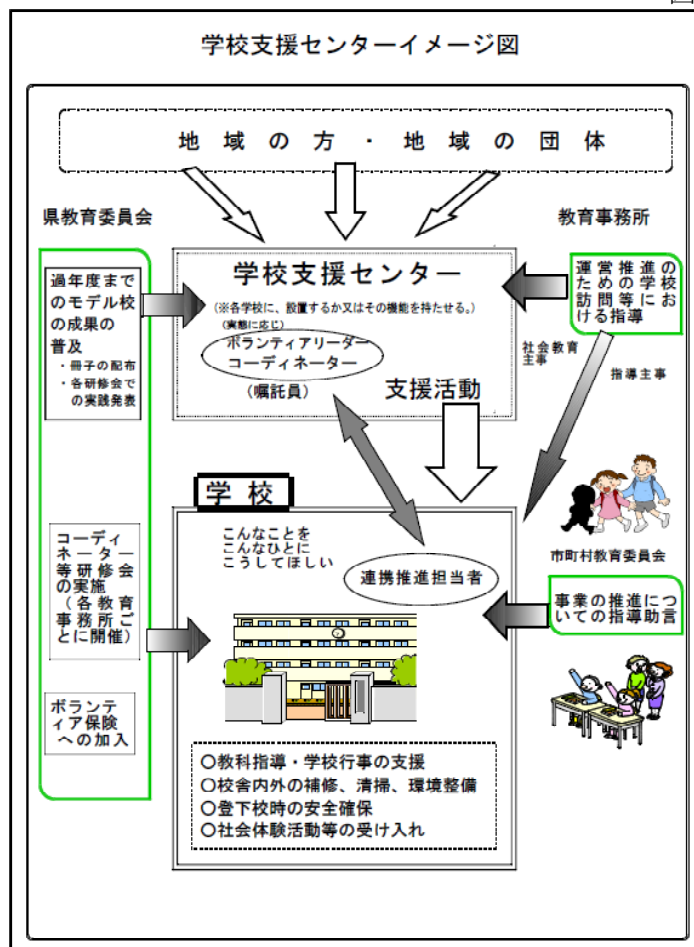 学校支援センターイメージ図
地域の方・地域の団体
県教育委員会
教育事務所
過年度まで
のモデル校
の成果の
普及
・冊子の配布
・各研修会で
の実践発表
学校支援センター
(※各学校に、設置するか又はその機能を持たせる。)
(実態に応じ)
ボランティアリーダー
コーディネーター
(嘱託員)
支援活動
運営推進の
ための学校
訪問等にお
ける指導
社会教育
主事
指導主事
学校
こんなことを
こんなひとに
こうしてほしい
連携推進担当者
コーディ
ネーター
等研修会
の実施
(各教育
事務所ご
とに開催)
市町村教育委員会
事業の推進につ
いての指導助言
ボランテ
ィア保険
への加入
○教科指導・学校行事の支援
○校舎内外の補修、清掃、環境整備
○登下校時の安全確保
○社会体験活動等の受け入れ